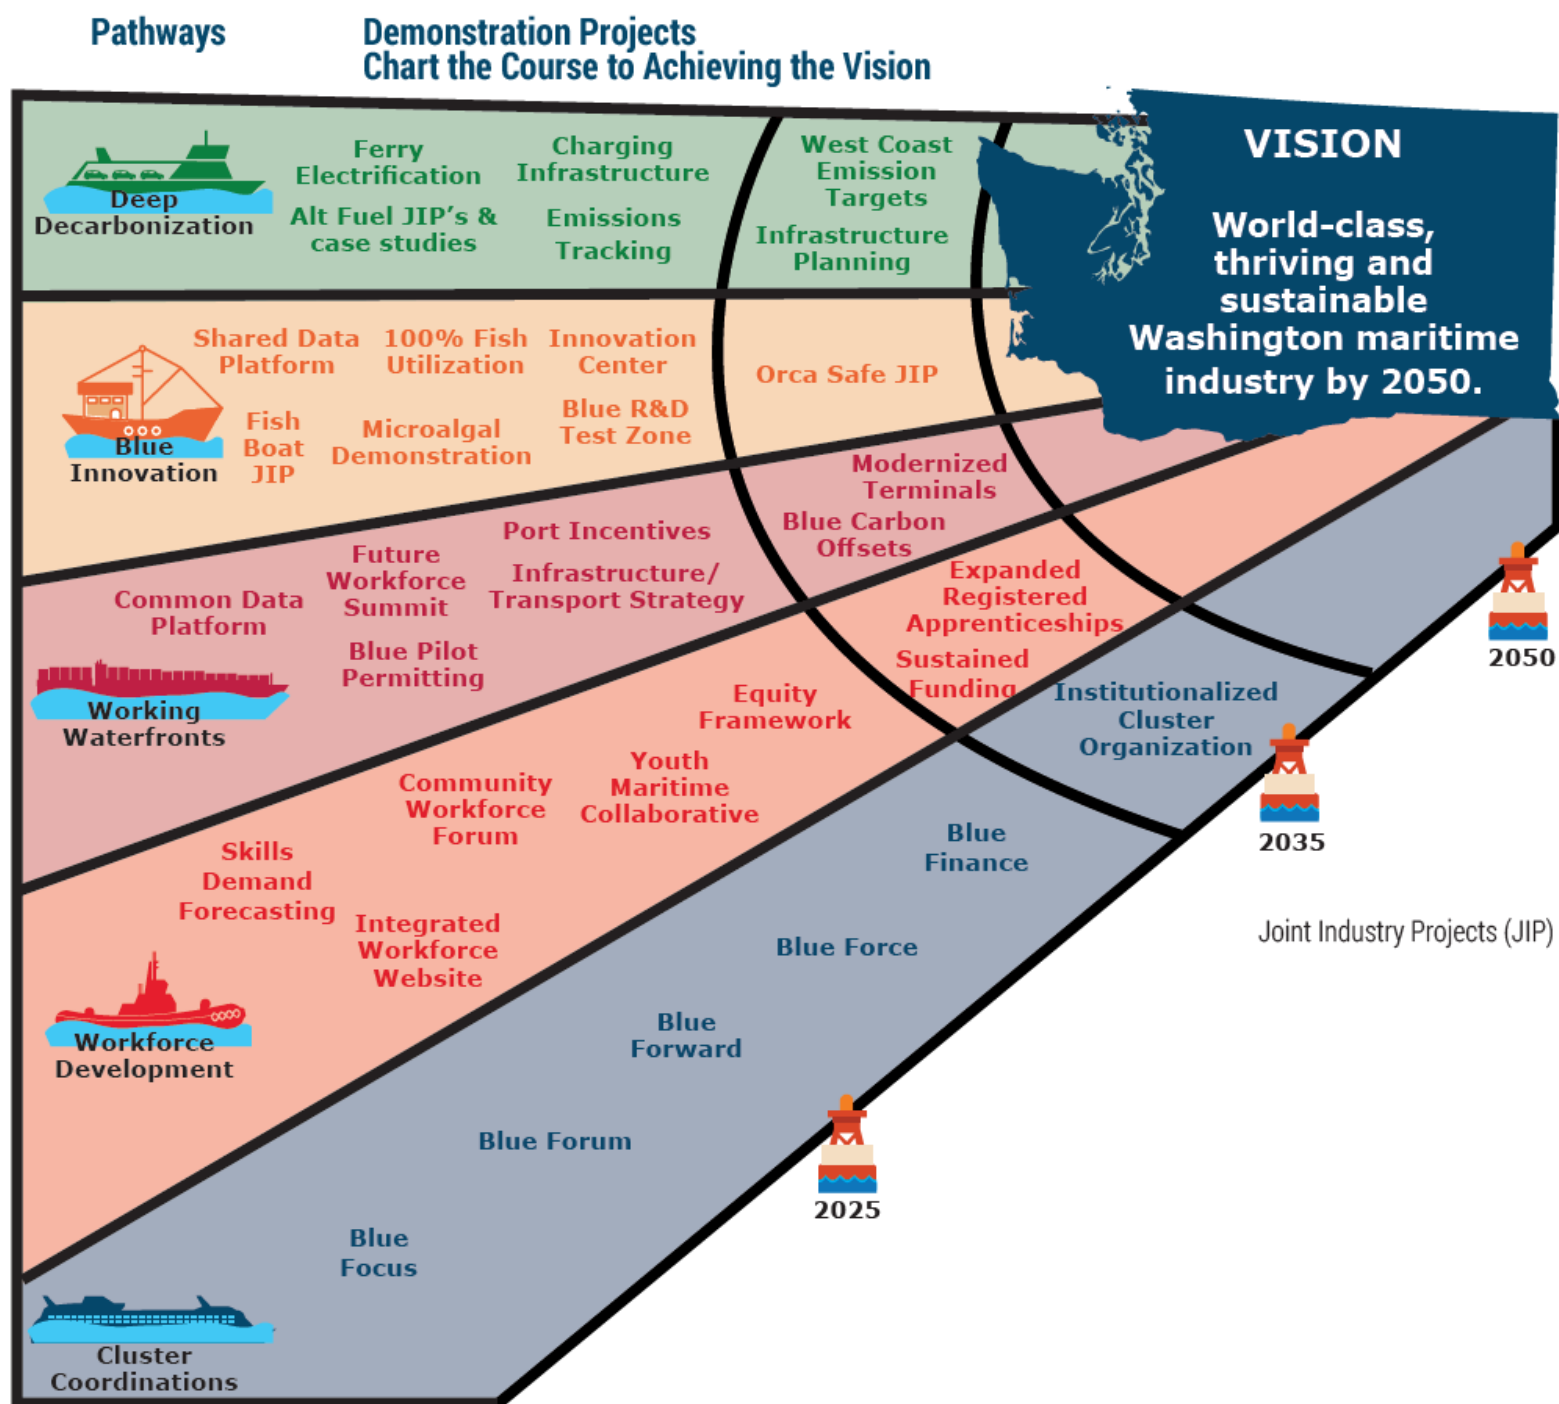 Pathways
Demonstration Projects
Chart the Course to Achieving the Vision
Deep
Decarbonization
Ferry
Electrification
Alt Fuel JIP's &
case studies
Charging
Infrastructure
Emissions
Tracking
West Coast
Emission
Targets
Infrastructure
Planning
VISION
World-class,
thriving and
sustainable
Washington maritime
industry by 2050.
Blue
Innovation
Shared Data
Platform
Fish
Boat
JIP
100% Fish
Utilization
Microalgal
Demonstration
Innovation
Center
Blue R&D
Test Zone
Orca Safe JIP
Working
Waterfronts
Common Data
Platform
Future
Workforce
Summit
Blue Pilot
Permitting
Port Incentives
Infrastructure/
Transport Strategy
Modernized
Terminals
Blue Carbon
Offsets
Workforce
Development
Skills
Demand
Forecasting
Integrated
Workforce
Website
Community
Workforce
Forum
Youth
Maritime
Collaborative
Equity
Framework
Expanded
Registered
Apprenticeships
Sustained
Funding
Cluster
Coordinations
Blue
Focus
Blue Forum
Blue
Forward
Blue Force
Blue
Finance
Institutionalized
Cluster
Organization
2025
2035
2050
Joint Industry Projects (JIP)